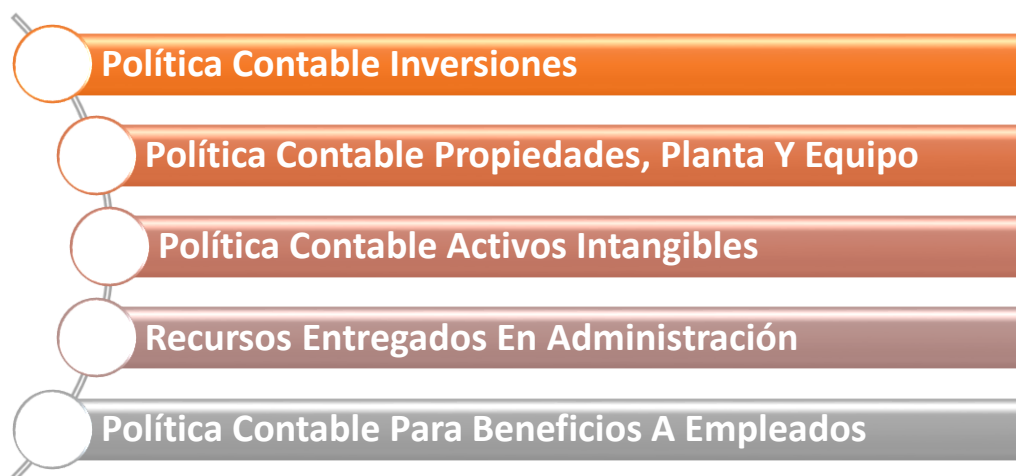 Política Contable Inversiones
Política Contable Propiedades, Planta Y Equipo
Política Contable Activos Intangibles
Recursos Entregados En Administración
Política Contable Para Beneficios A Empleados